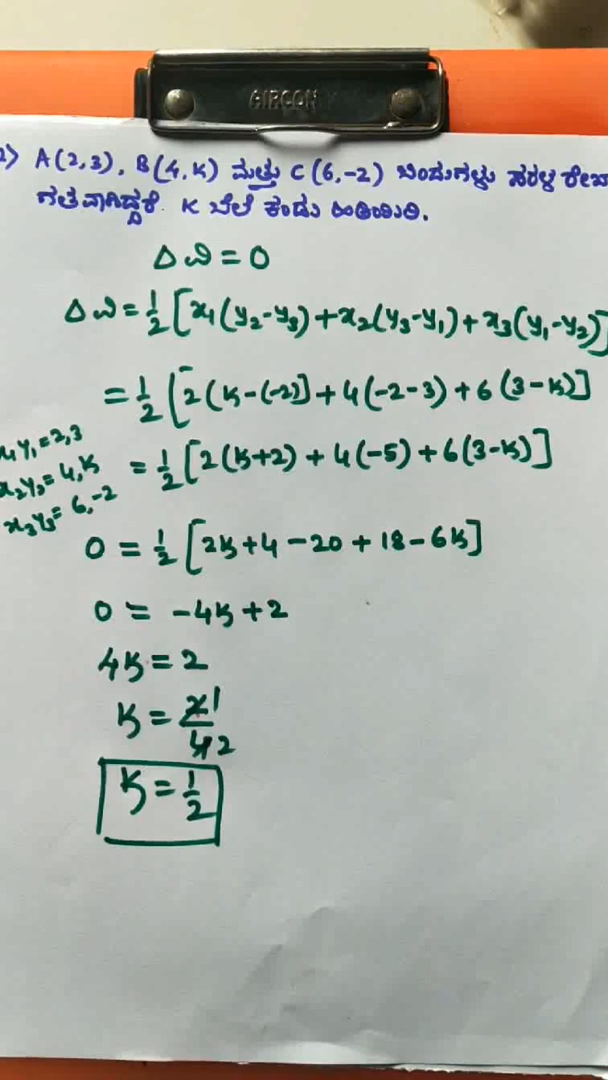 GIRCON
1) A(2,3), B(4,K) ಮತ್ತು C(6,-2) ಬಿಂದುಗಳು ಸರಳ ರೇಖಾ
ಗತವಾಗಿದ್ದರೆ. K ಬೆಲೆ ಕಂಡು ಹಿಡಿಯಿರಿ.
Δ ವಿ = 0
Δ ವಿ = 1/2 [x₁(y₂-y₃)+x₂(y₃-y₁)+x₃(y₁-y₂)]
= 1/2 [2(K-(-2)]+4(-2-3)+6(3-K)]
x₁y₁=2,3
x₂y₂=4,K
x₃y₃=6,-2
= 1/2 [2(K+2)+4(-5)+6(3-K)]
0 = 1/2 [2K+4-20+18-6K]
0 = -4K+2
4K=2
K = 2 1 / 4 2
K = 1/2